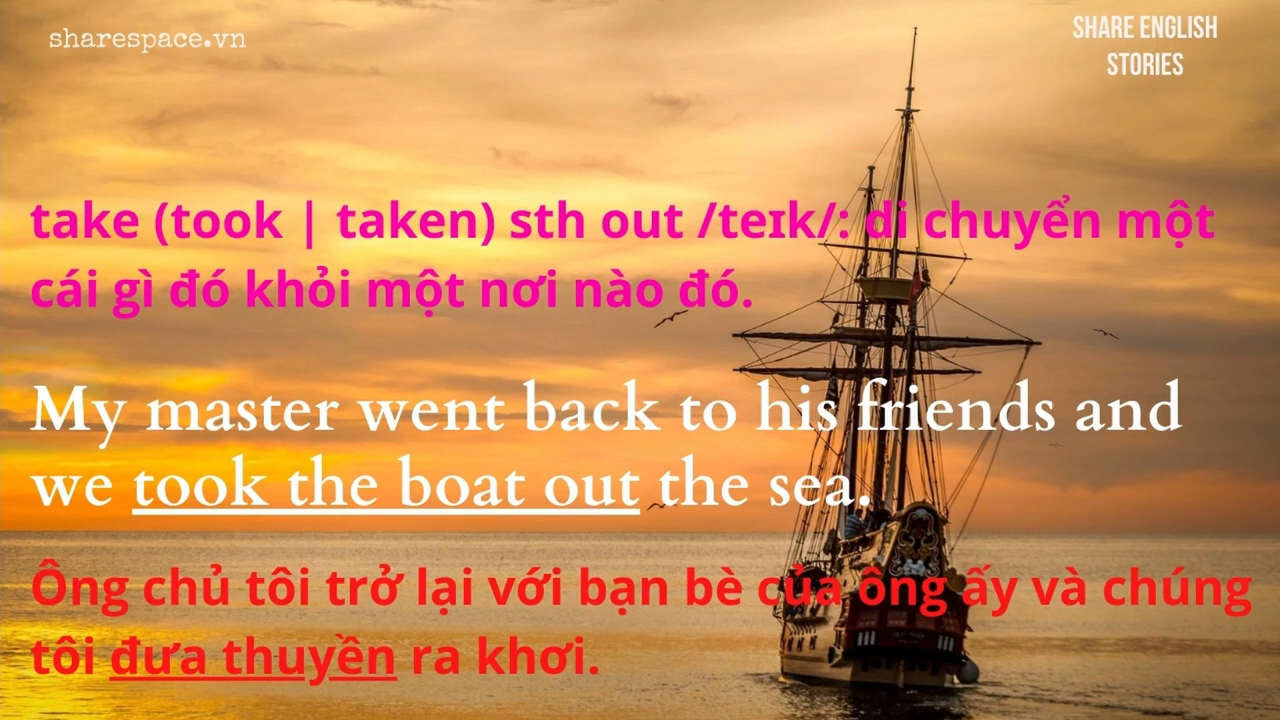 sharespace.vn
SHARE ENGLISH
STORIES
take (took | taken) sth out /teɪk/: di chuyển một
cái gì đó khỏi một nơi nào đó.
My master went back to his friends and
we took the boat out the sea.
Ông chủ tôi trở lại với bạn bè của ông ấy và chúng
tôi đưa thuyền ra khơi.